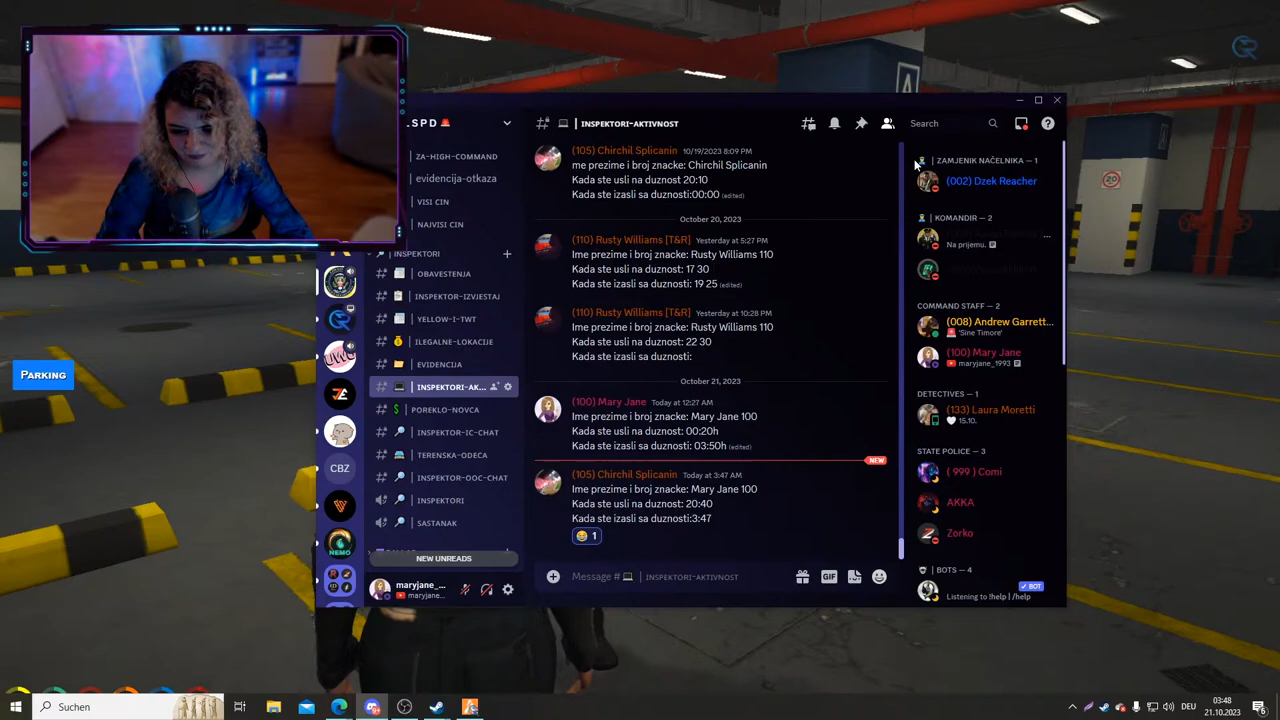 A
20
PARKING
LSPD
ZA-HIGH-COMMAND
evidencija-otkaza
VISI CIN
NAJVISI CIN
INSPEKTORI
OBAVESTENJA
INSPEKTOR-IZVJESTAJ
YELLOW-I-TWT
ILEGALNE-LOKACIJE
EVIDENCIJA
INSPEKTORI-AK...
POREKLO-NOVCA
INSPEKTOR-IC-CHAT
TERENSKA-ODECA
INSPEKTOR-OOC-CHAT
INSPEKTORI
SASTANAK
NEW UNREADS
UWU
CBZ
NEMO
maryjane_...
maryjane...
INSPEKTORI-AKTIVNOST
Search
(105) Chirchil Splicanin 10/19/2023 8:09 PM
me prezime i broj znacke: Chirchil Splicanin
Kada ste usli na duznost 20:10
Kada ste izasli sa duznosti:00:00 (edited)
October 20, 2023
(110) Rusty Williams [T&R] Yesterday at 5:27 PM
Ime prezime i broj znacke: Rusty Williams 110
Kada ste usli na duznost: 17 30
Kada ste izasli sa duznosti: 19 25 (edited)
(110) Rusty Williams [T&R] Yesterday at 10:28 PM
Ime prezime i broj znacke: Rusty Williams 110
Kada ste usli na duznost: 22 30
Kada ste izasli sa duznosti:
October 21, 2023
(100) Mary Jane Today at 12:27 AM
Ime prezime i broj znacke: Mary Jane 100
Kada ste usli na duznost: 00:20h
Kada ste izasli sa duznosti: 03:50h (edited)
NEW
(105) Chirchil Splicanin Today at 3:47 AM
Ime prezime i broj znacke: Mary Jane 100
Kada ste usli na duznost: 20:40
Kada ste izasli sa duznosti:3:47
1
Message # INSPEKTORI-AKTIVNOST
GIF
ZAMJENIK NAČELNIKA — 1
(002) Dzek Reacher
KOMANDIR — 2
Na prijemu.
COMMAND STAFF — 2
(008) Andrew Garrett...
'Sine Timore'
(100) Mary Jane
maryjane_1993
DETECTIVES — 1
(133) Laura Moretti
15.10.
STATE POLICE — 3
( 999 ) Comi
AKKA
Zorko
BOTS — 4
✓ BOT
Listening to !help | /help
Suchen
DEU
03:48
21.10.2023